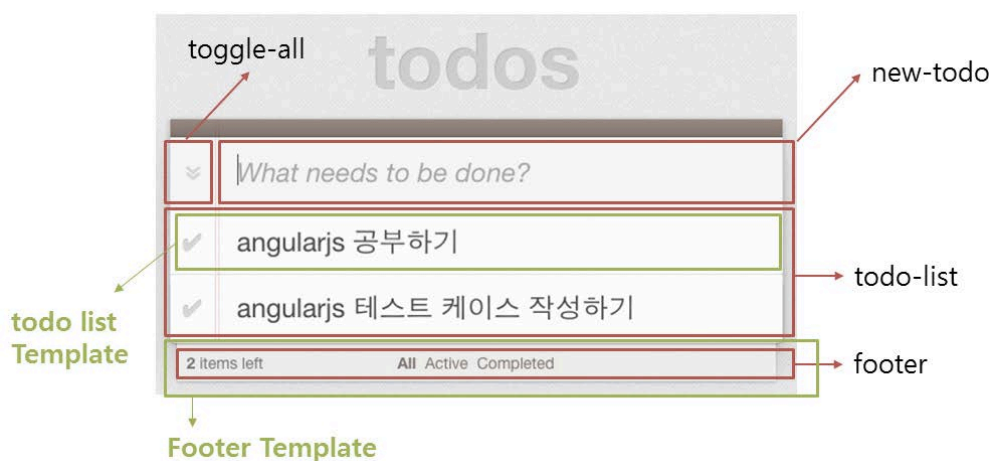 toggle-all
todos
new-todo
What needs to be done?
angularjs 공부하기
todo-list
todo list
Template
angularjs 테스트 케이스 작성하기
2 items left
All Active Completed
footer
Footer Template